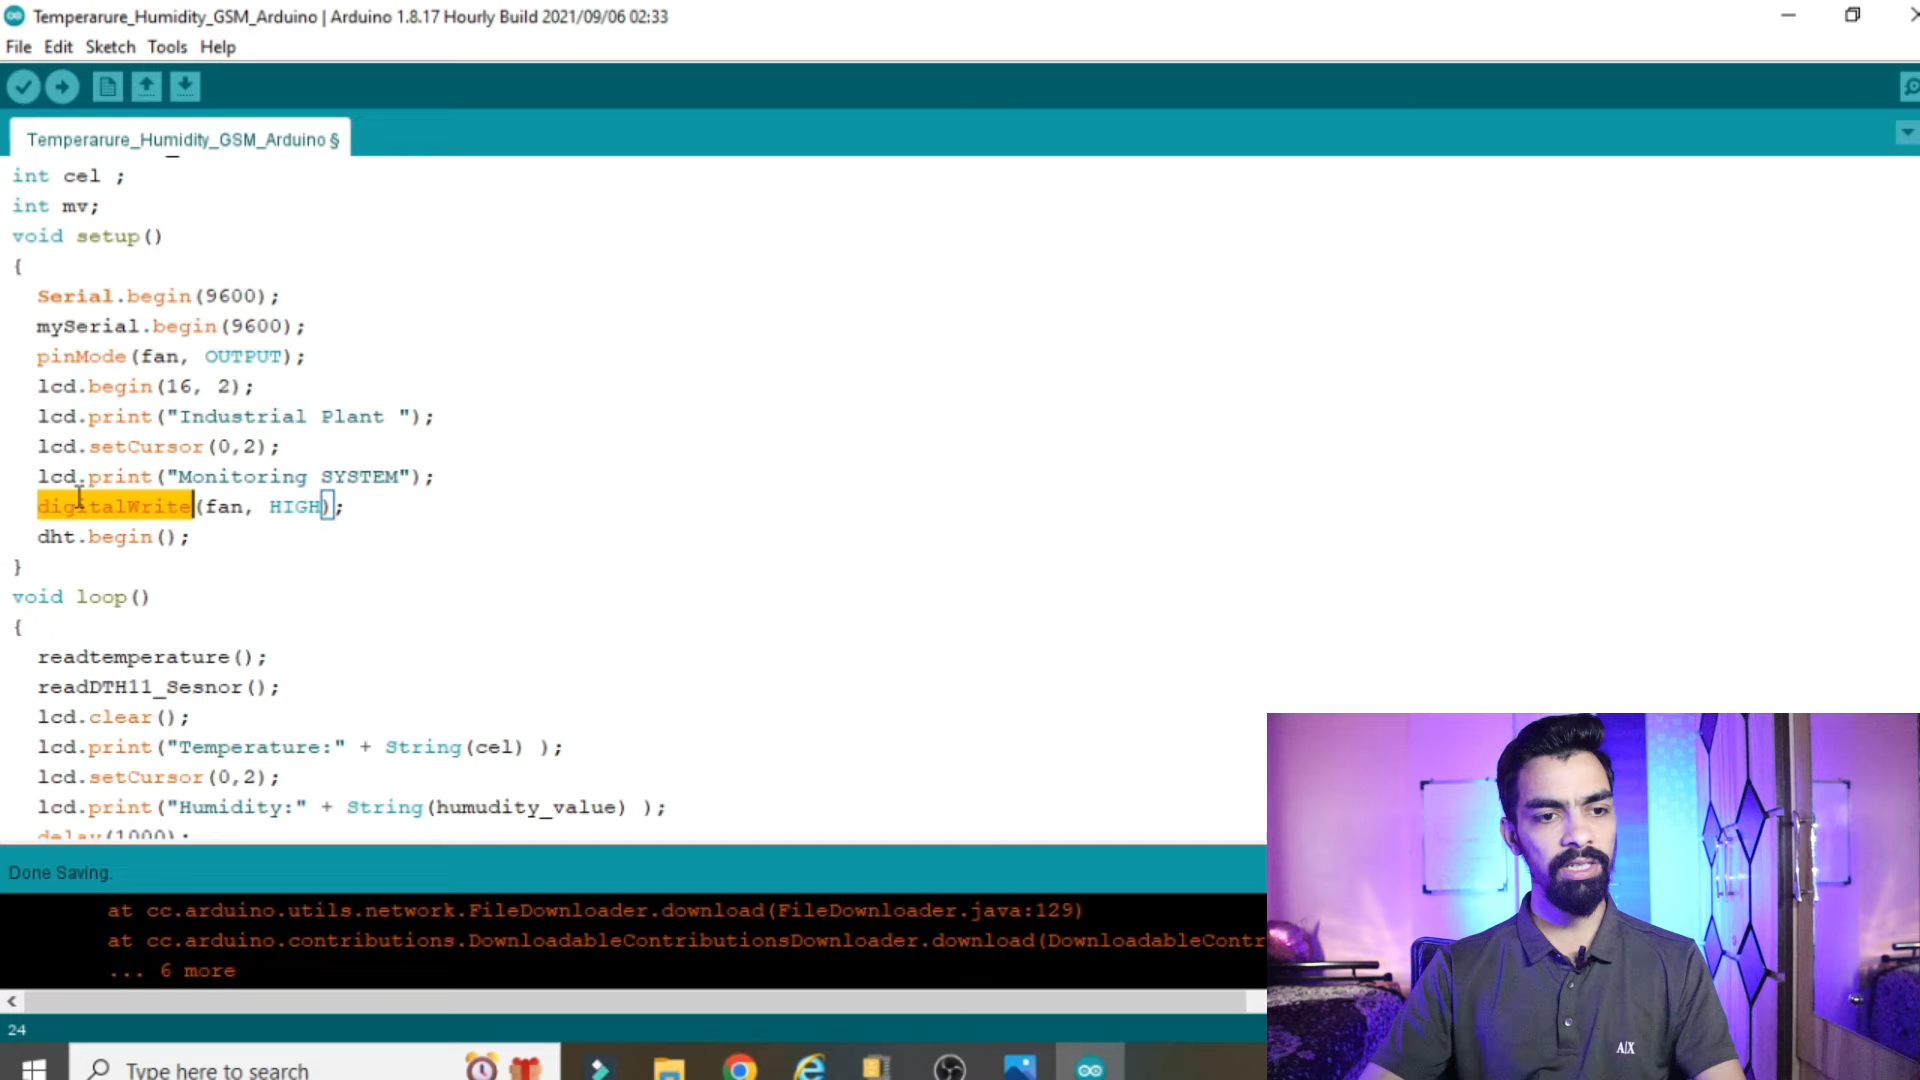 Temperarure_Humidity_GSM_Arduino | Arduino 1.8.17 Hourly Build 2021/09/06 02:33
File Edit Sketch Tools Help
Temperarure_Humidity_GSM_Arduino §
int cel ;
int mv;
void setup()
{
Serial.begin(9600);
mySerial.begin(9600);
pinMode(fan, OUTPUT);
lcd.begin(16, 2);
lcd.print("Industrial Plant ");
lcd.setCursor(0,2);
lcd.print("Monitoring SYSTEM");
digitalWrite(fan, HIGH);
dht.begin();
}
void loop()
{
readtemperature();
readDTH11_Sesnor();
lcd.clear();
lcd.print("Temperature:" + String(cel) );
lcd.setCursor(0,2);
lcd.print("Humidity:" + String(humudity_value) );
delay(1000);
Done Saving.
at cc.arduino.utils.network.FileDownloader.download(FileDownloader.java:129)
at cc.arduino.contributions.DownloadableContributionsDownloader.download(DownloadableContr
... 6 more
24
Type here to search
A|X